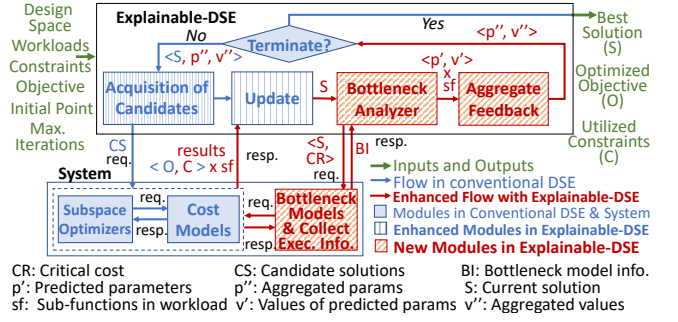 Explainable-DSE
Design
Space
Workloads
Constraints
Objective
Initial Point
Max.
Iterations
No
Terminate?
Yes
<S, p'', v''>
<p', v'>
x
sf
<p'', v''>
Best
Solution
(S)
Optimized
Objective
(O)
Utilized
Constraints
(C)
Acquisition of
Candidates
Update
S
Bottleneck
Analyzer
Aggregate
Feedback
CS
req.
results
< O, C > x sf
resp.
<S,
CR>
req.
BI
resp.
System
Subspace
Optimizers
req.
resp.
Cost
Models
req.
resp.
Bottleneck
Models
& Collect
Exec. Info.
Inputs and Outputs
Flow in conventional DSE
Enhanced Flow with Explainable-DSE
Modules in Conventional DSE & System
Enhanced Modules in Explainable-DSE
New Modules in Explainable-DSE
CR: Critical cost CS: Candidate solutions BI: Bottleneck model info.
p': Predicted parameters p'': Aggregated params S: Current solution
sf: Sub-functions in workload v': Values of predicted params v'': Aggregated values